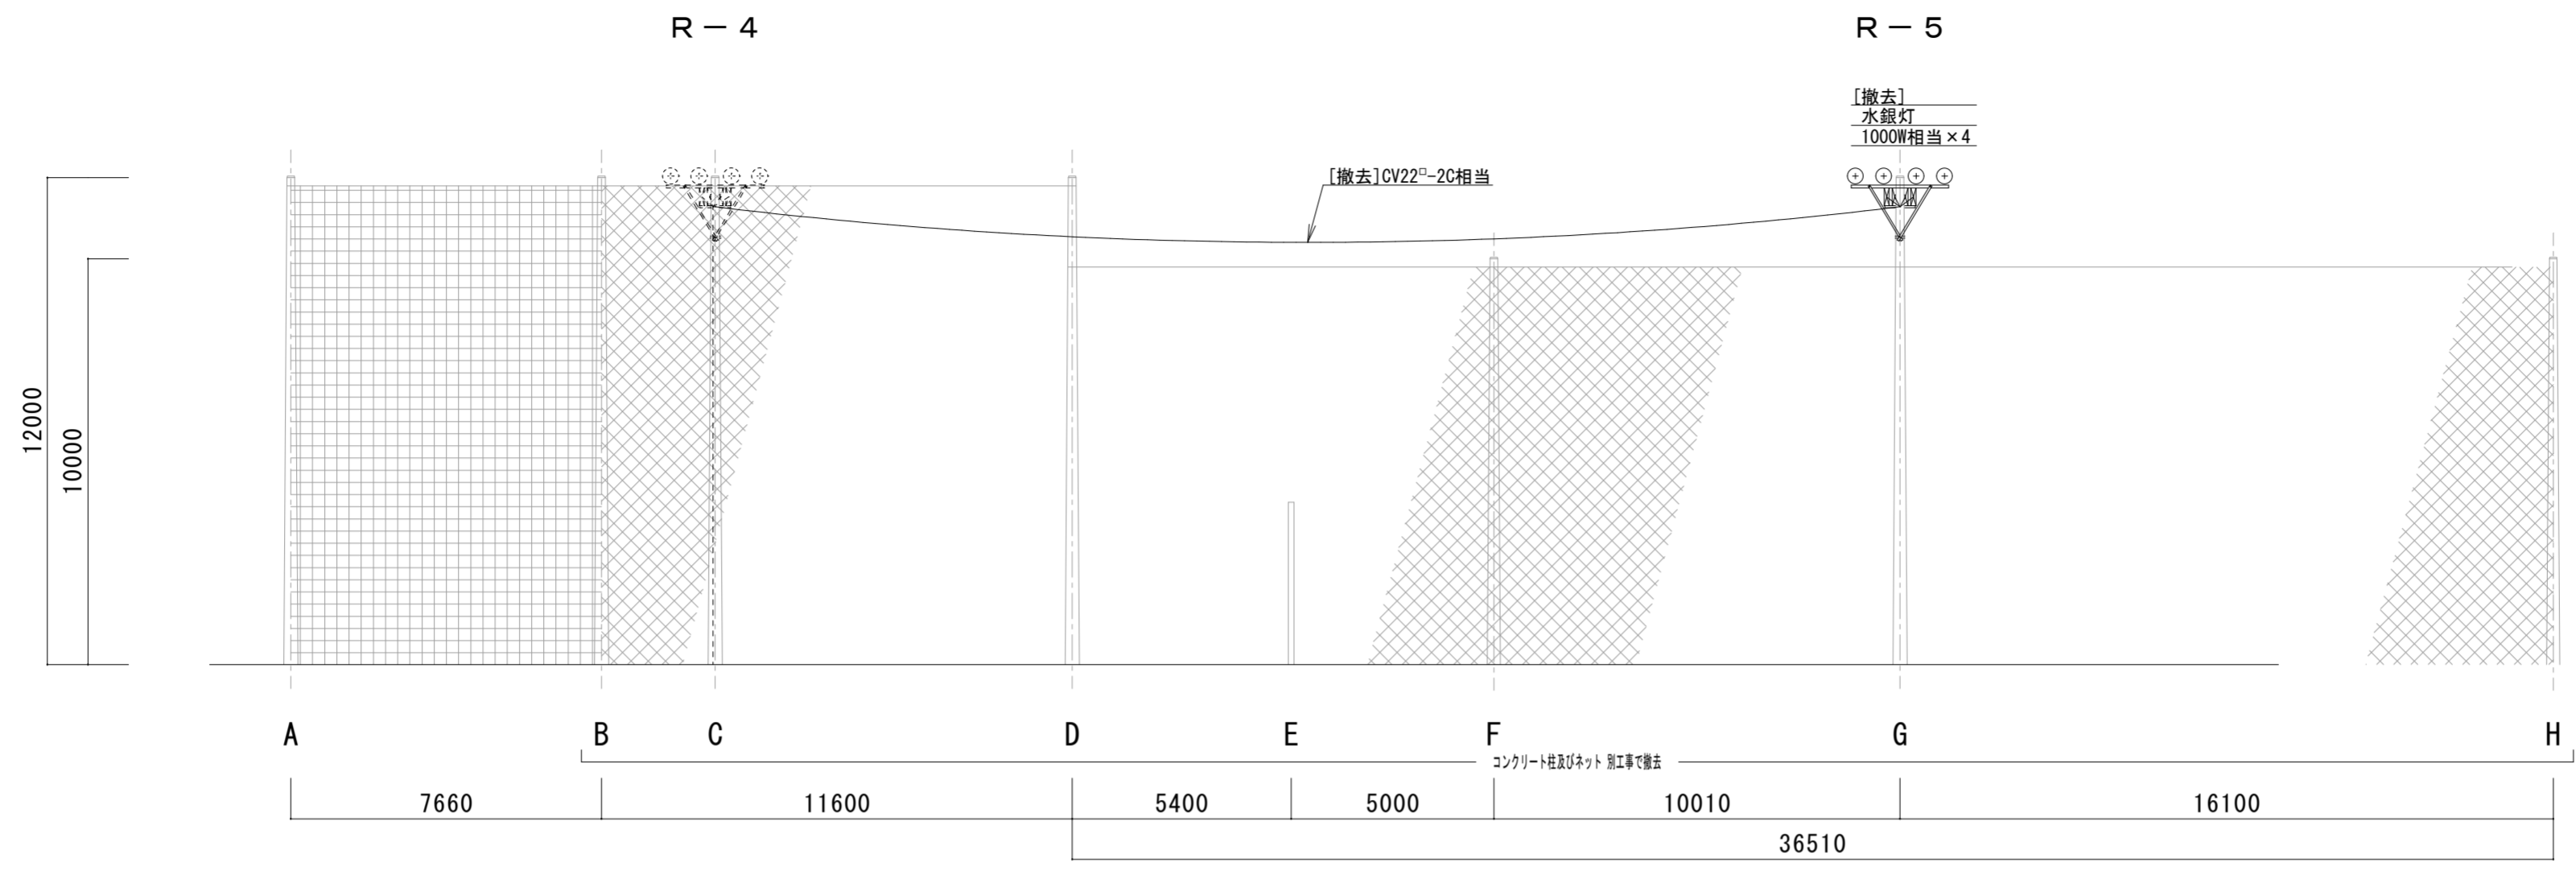 R－4
R－5
[撤去]
水銀灯
1000W相当×4
[撤去]CV22□-2C相当
12000
10000
A
B
C
D
E
F
G
H
コンクリート柱及びネット 別工事で撤去
7660
11600
5400
5000
10010
16100
36510